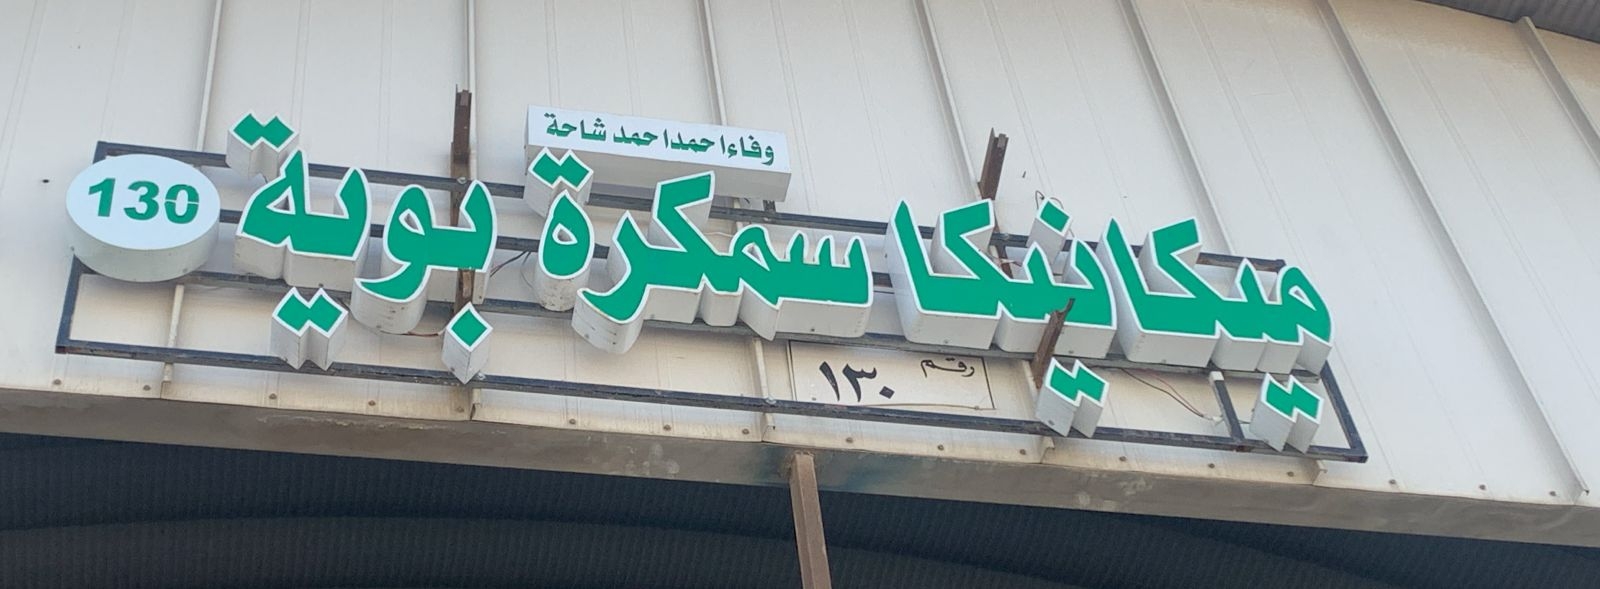 وفاء احمد احمد شاحة
ميكانيكا سمكرة بوية
130
رقم
١٣٠